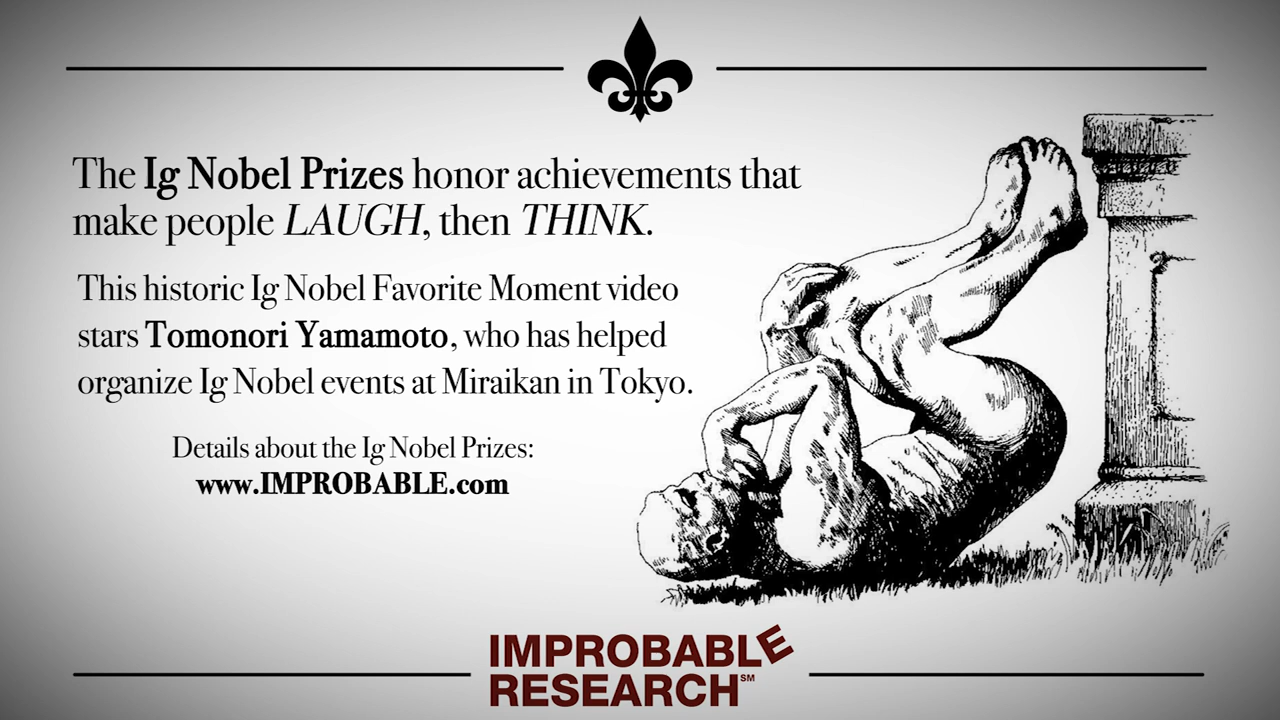 The Ig Nobel Prizes honor achievements that
make people LAUGH, then THINK.
This historic Ig Nobel Favorite Moment video
stars Tomonori Yamamoto, who has helped
organize Ig Nobel events at Miraikan in Tokyo.
Details about the Ig Nobel Prizes:
www.IMPROBABLE.com
IMPROBABLE
RESEARCH℠